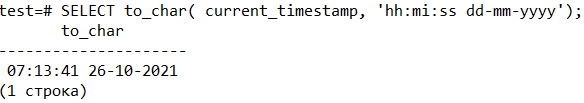 test=# SELECT to_char( current_timestamp, 'hh:mi:ss dd-mm-yyyy');
to_char
---------------------
07:13:41 26-10-2021
(1 строка)